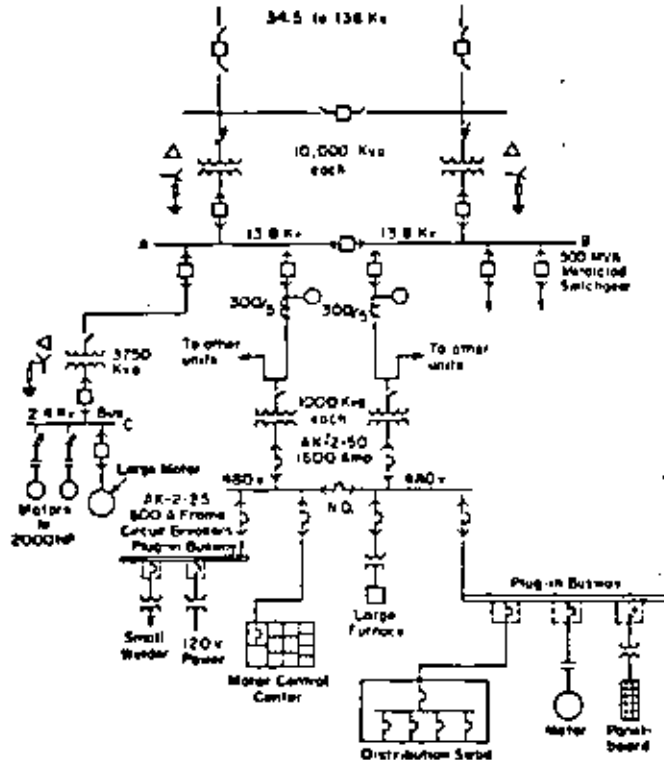 34.5 to 138 Kv
10,000 Kva
each
A
13.8 Kv
13.8 Kv
B
500 MVA
Metalclad
Switchgear
300/5
300/5
3750
Kva
To other
units
To other
units
1000 Kva
each
2.4 Kv Bus
C
AK-2-50
1600 Amp
Large Motor
480 v
480 v
N.O.
Motors
to
2000 HP
AK-2-25
600 A Frame
Circuit Breakers
Plug-in Busway
Plug-in Busway
Small
Welder
120 v
Power
Large
Furnace
Motor Control
Center
Motor
Panel-
board
Distribution Swbd